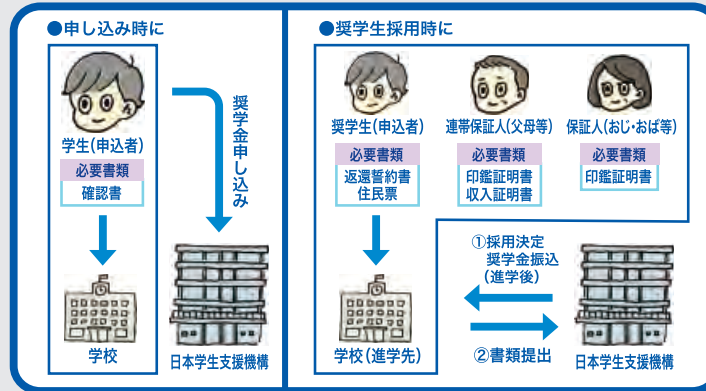 ●申し込み時に
学生(申込者)
必要書類
確認書
学校
奨学金申し込み
日本学生支援機構
●奨学生採用時に
奨学生(申込者)
必要書類
返還誓約書
住民票
連帯保証人(父母等)
必要書類
印鑑証明書
収入証明書
保証人(おじ・おば等)
必要書類
印鑑証明書
①採用決定
奨学金振込
(進学後)
②書類提出
学校(進学先)
日本学生支援機構